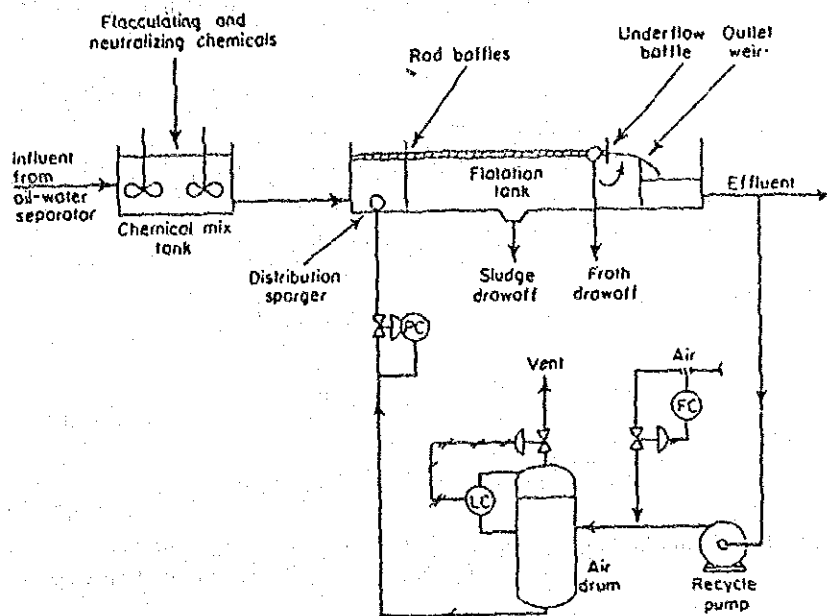 Flacculating and
neutralizing chemicals
Rod baffles
Underflow
baffle
Outlet
weir
Influent
from
oil-water
separator
Chemical mix
tank
Flotation
tank
Effluent
Distribution
sparger
Sludge
drawoff
Froth
drawoff
PC
Vent
Air
FC
LC
Air
drum
Recycle
pump